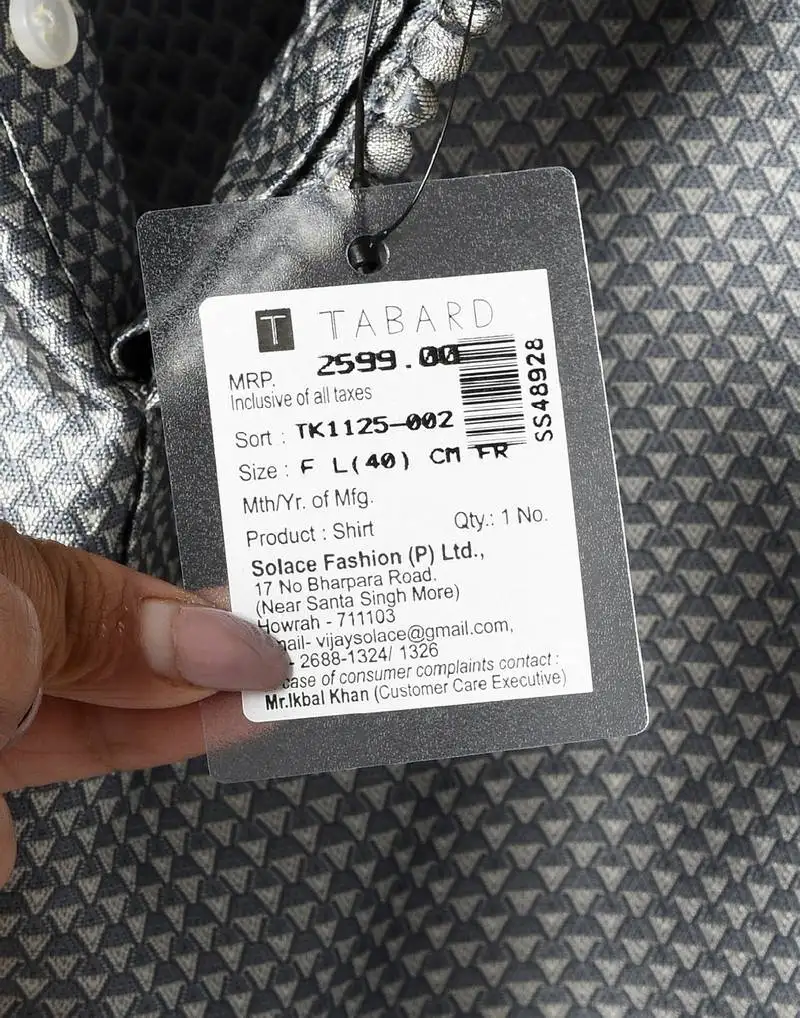 T TABARD
MRP. 2599.00
Inclusive of all taxes
Sort : TK1125-002
Size : F L(40) CM FR
SS48928
Mth/Yr. of Mfg.
Product : Shirt Qty.: 1 No.
Solace Fashion (P) Ltd.,
17 No Bharpara Road.
(Near Santa Singh More)
Howrah - 711103
vijaysolace@gmail.com,
- 2688-1324/ 1326
case of consumer complaints contact :
Mr.Ikbal Khan (Customer Care Executive)